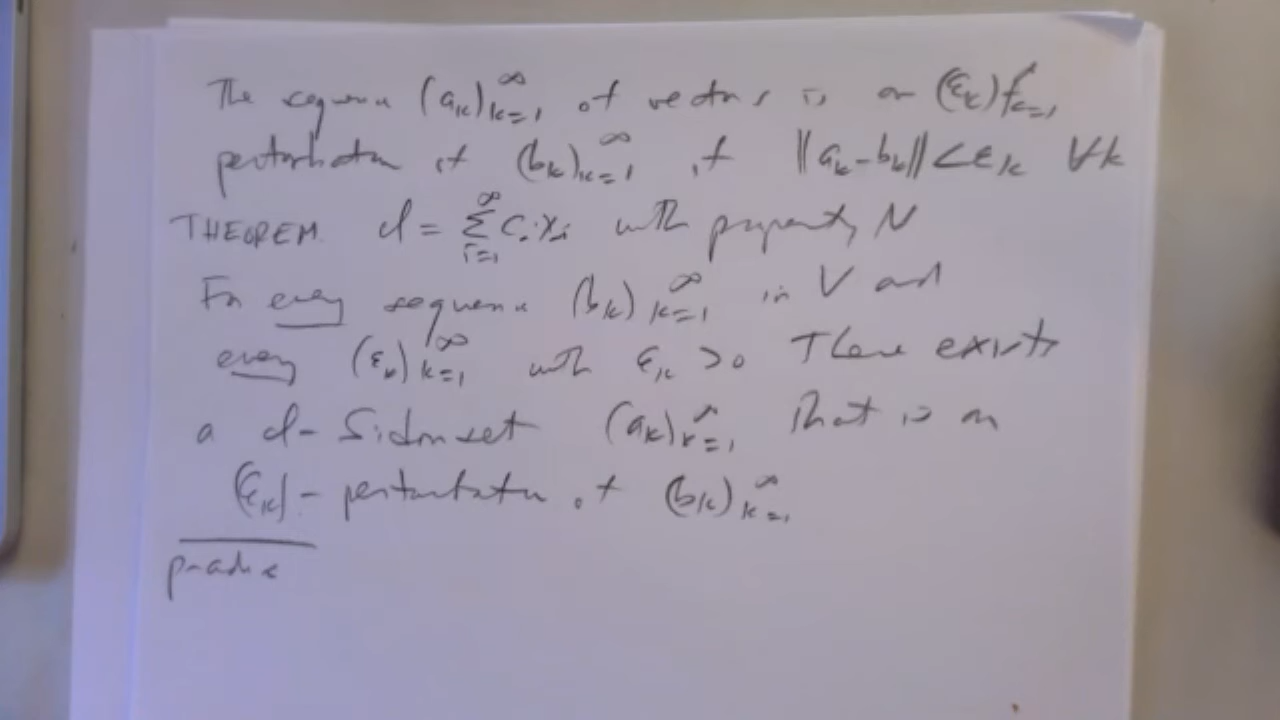 The sequence (a_k)_{k=1}^∞ of vectors is an (ε_k)_{k=1}^∞
perturbation of (b_k)_{k=1}^∞ if ||a_k - b_k|| < ε_k ∀k
THEOREM. φ = Σ_{i=1}^∞ c_i x_i with property N
For every sequence (b_k)_{k=1}^∞ in V and
every (ε_k)_{k=1}^∞ with ε_k > 0 There exists
a φ-Sidon set (a_k)_{k=1}^∞ that is an
(ε_k)-perturbation of (b_k)_{k=1}^∞
p-adic